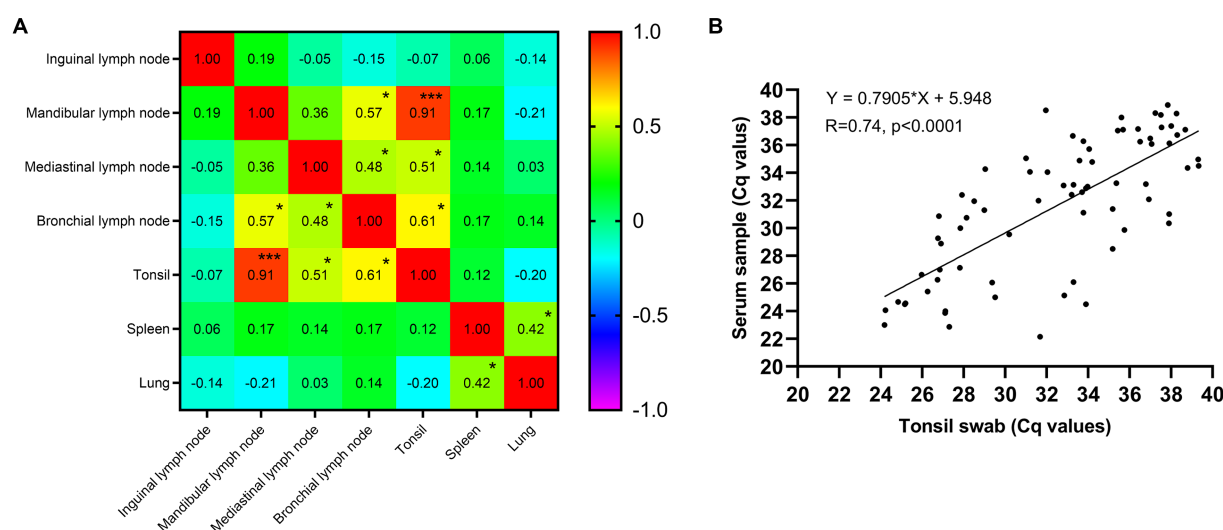 A
Inguinal lymph node 1.00 0.19 -0.05 -0.15 -0.07 0.06 -0.14
Mandibular lymph node 0.19 1.00 0.36 0.57* 0.91*** 0.17 -0.21
Mediastinal lymph node -0.05 0.36 1.00 0.48* 0.51* 0.14 0.03
Bronchial lymph node -0.15 0.57* 0.48* 1.00 0.61* 0.17 0.14
Tonsil -0.07 0.91*** 0.51* 0.61* 1.00 0.12 -0.20
Spleen 0.06 0.17 0.14 0.17 0.12 1.00 0.42*
Lung -0.14 -0.21 0.03 0.14 -0.20 0.42* 1.00
Inguinal lymph node
Mandibular lymph node
Mediastinal lymph node
Bronchial lymph node
Tonsil
Spleen
Lung
1.0
0.5
0
-0.5
-1.0
B
Y = 0.7905*X + 5.948
R=0.74, p<0.0001
Serum sample (Cq valus)
40
38
36
34
32
30
28
26
24
22
20
20 22 24 26 28 30 32 34 36 38 40
Tonsil swab (Cq values)